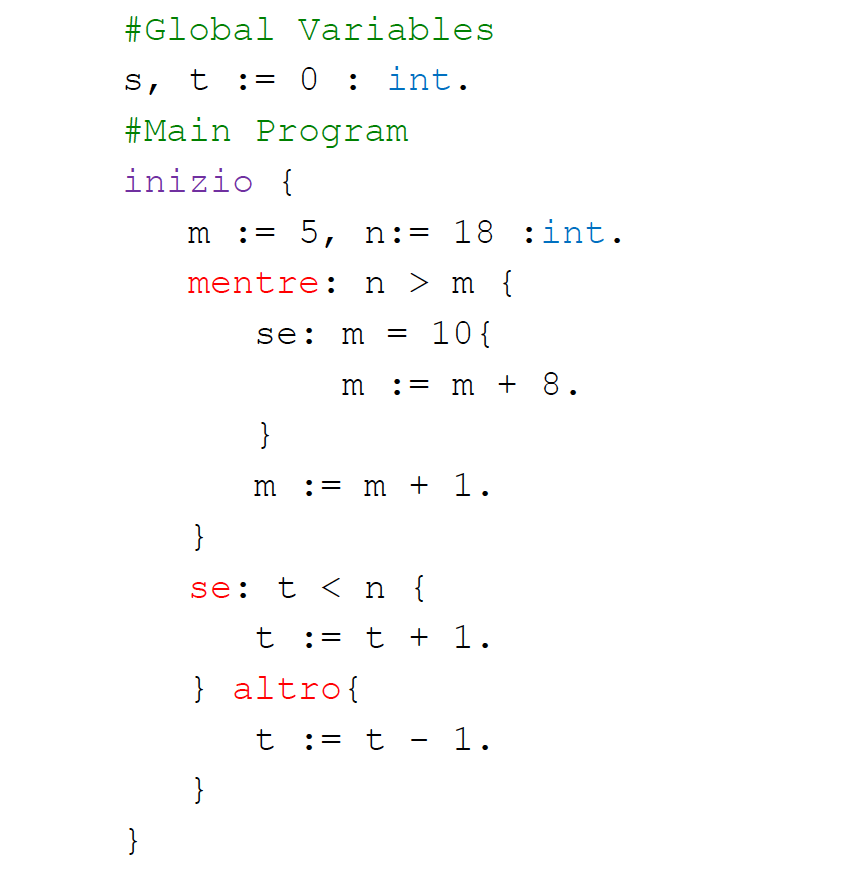 #Global Variables
s, t := 0 : int.
#Main Program
inizio {
m := 5, n:= 18 :int.
mentre: n > m {
se: m = 10{
m := m + 8.
}
m := m + 1.
}
se: t < n {
t := t + 1.
} altro{
t := t - 1.
}
}